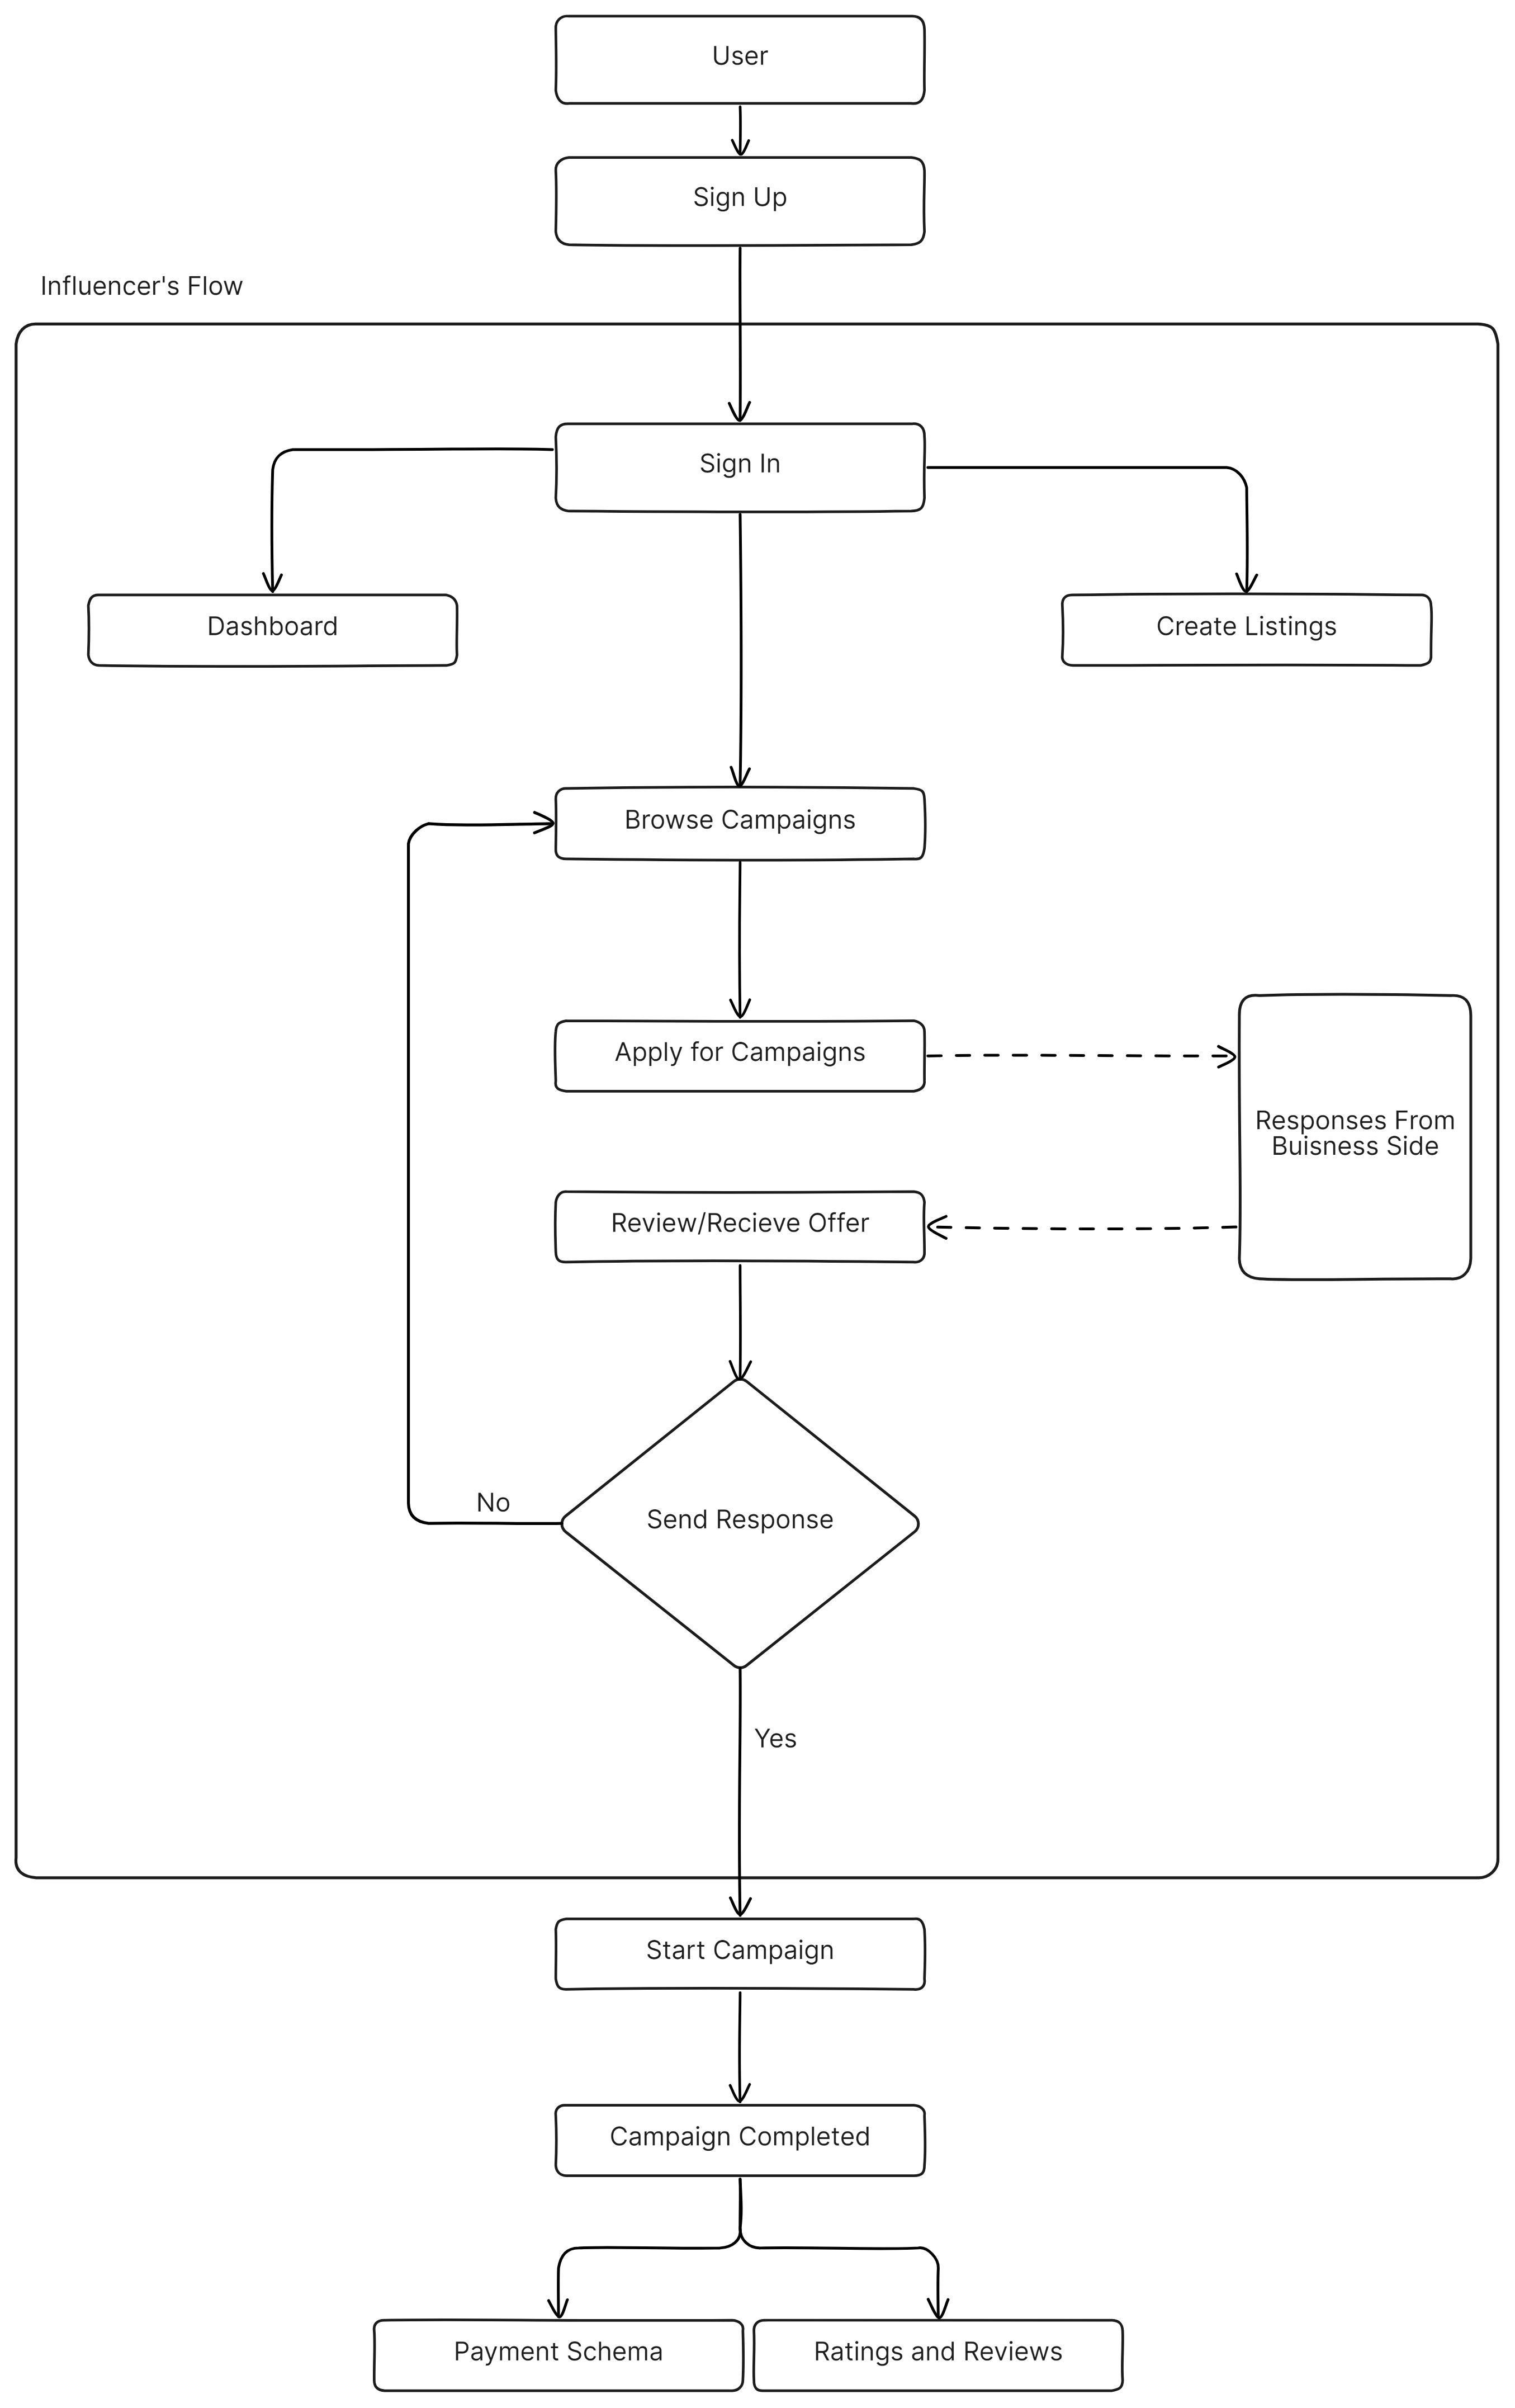 User
Sign Up
Influencer's Flow
Sign In
Dashboard
Create Listings
Browse Campaigns
Apply for Campaigns
Responses From
Buisness Side
Review/Recieve Offer
No
Send Response
Yes
Start Campaign
Campaign Completed
Payment Schema
Ratings and Reviews